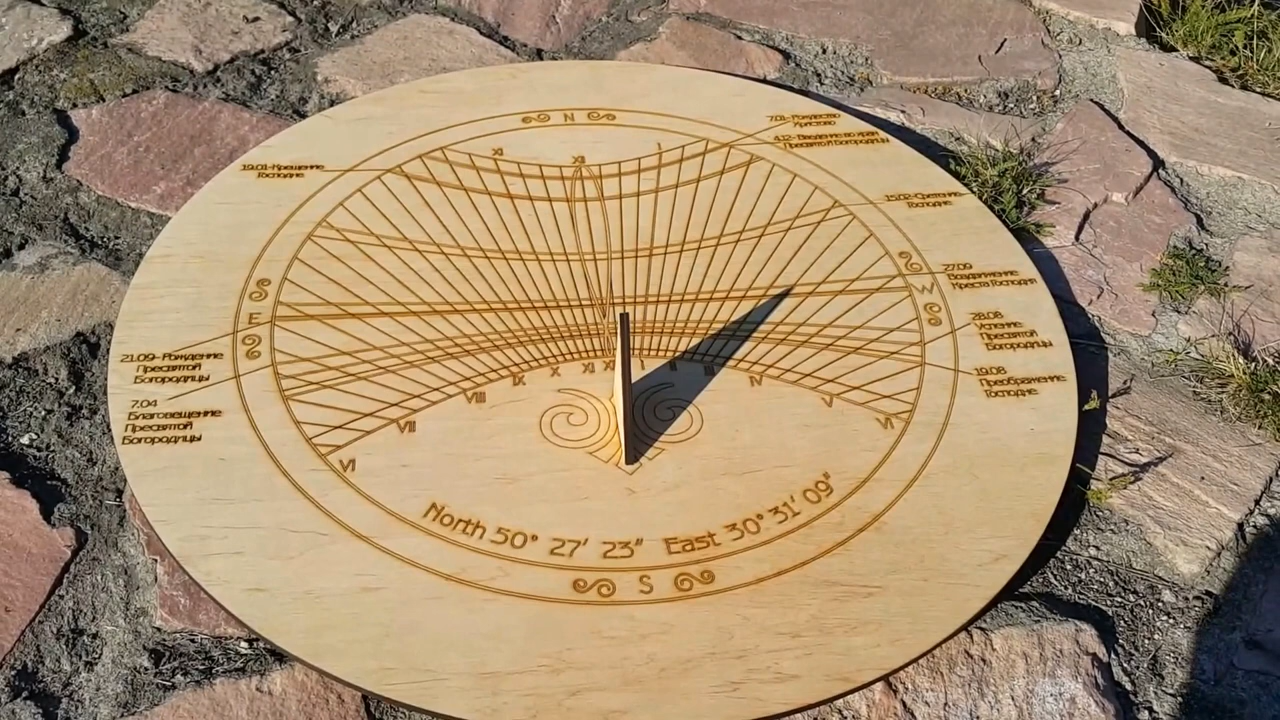 N
7.01- Рождество
Христово
4.12- Введение во храм
Пресвятой Богородицы
19.01-Крещение
Господне
XI XII I
15.02-Сретение
Господне
27.09
Воздвижение
Креста Господня
E
W
28.08
Успение
Пресвятой
Богородицы
21.09- Рождение
Пресвятой
Богородицы
19.08
Преображение
Господне
7.04
Благовещение
Пресвятой
Богородицы
VI VII VIII IX X XI XII I II III IV V VI
North 50° 27' 23" East 30° 31' 09"
S